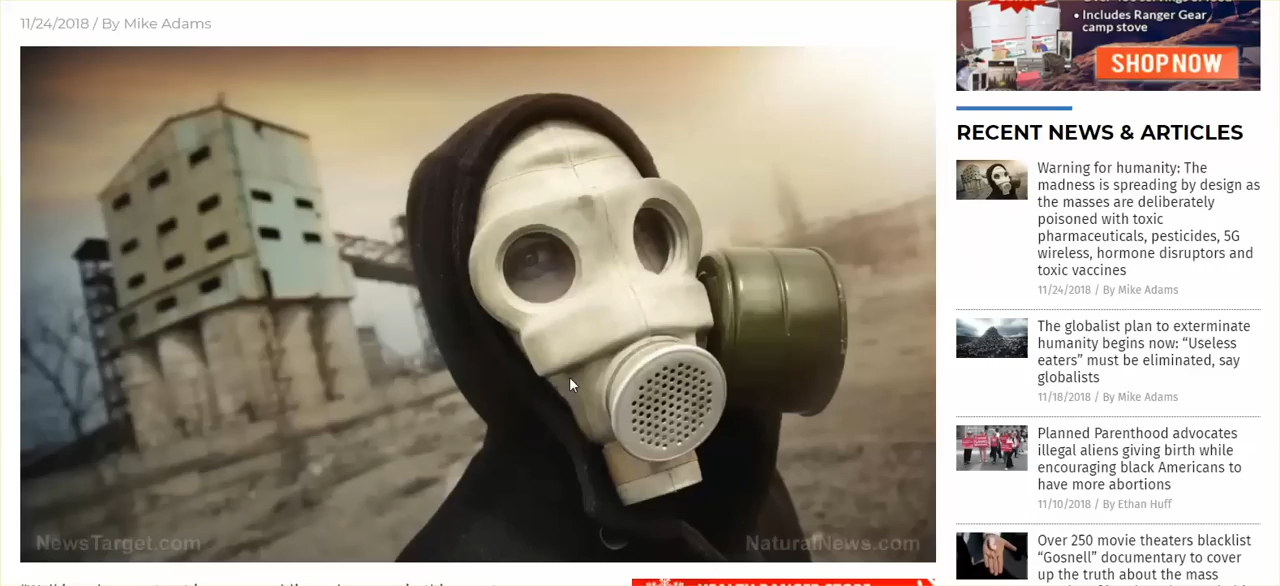 11/24/2018 / By Mike Adams
NewsTarget.com
NaturalNews.com
• Includes Ranger Gear
camp stove
SHOP NOW
RECENT NEWS & ARTICLES
Warning for humanity: The
madness is spreading by design as
the masses are deliberately
poisoned with toxic
pharmaceuticals, pesticides, 5G
wireless, hormone disruptors and
toxic vaccines
11/24/2018 / By Mike Adams
The globalist plan to exterminate
humanity begins now: “Useless
eaters” must be eliminated, say
globalists
11/18/2018 / By Mike Adams
Planned Parenthood advocates
illegal aliens giving birth while
encouraging black Americans to
have more abortions
11/10/2018 / By Ethan Huff
Over 250 movie theaters blacklist
“Gosnell” documentary to cover
up the truth about the mass